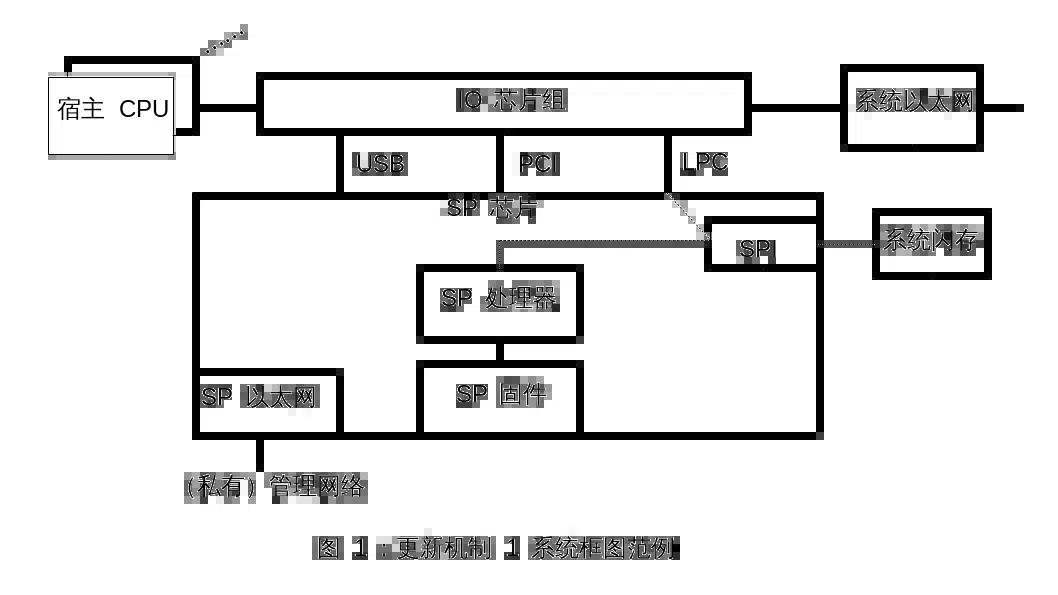 宿主 CPU
IO 芯片组
系统以太网
USB
PCI
LPC
SP 芯片
SPI
系统闪存
SP 处理器
SP 以太网
SP 固件
（私有）管理网络
图 1：更新机制 1 系统框图范例